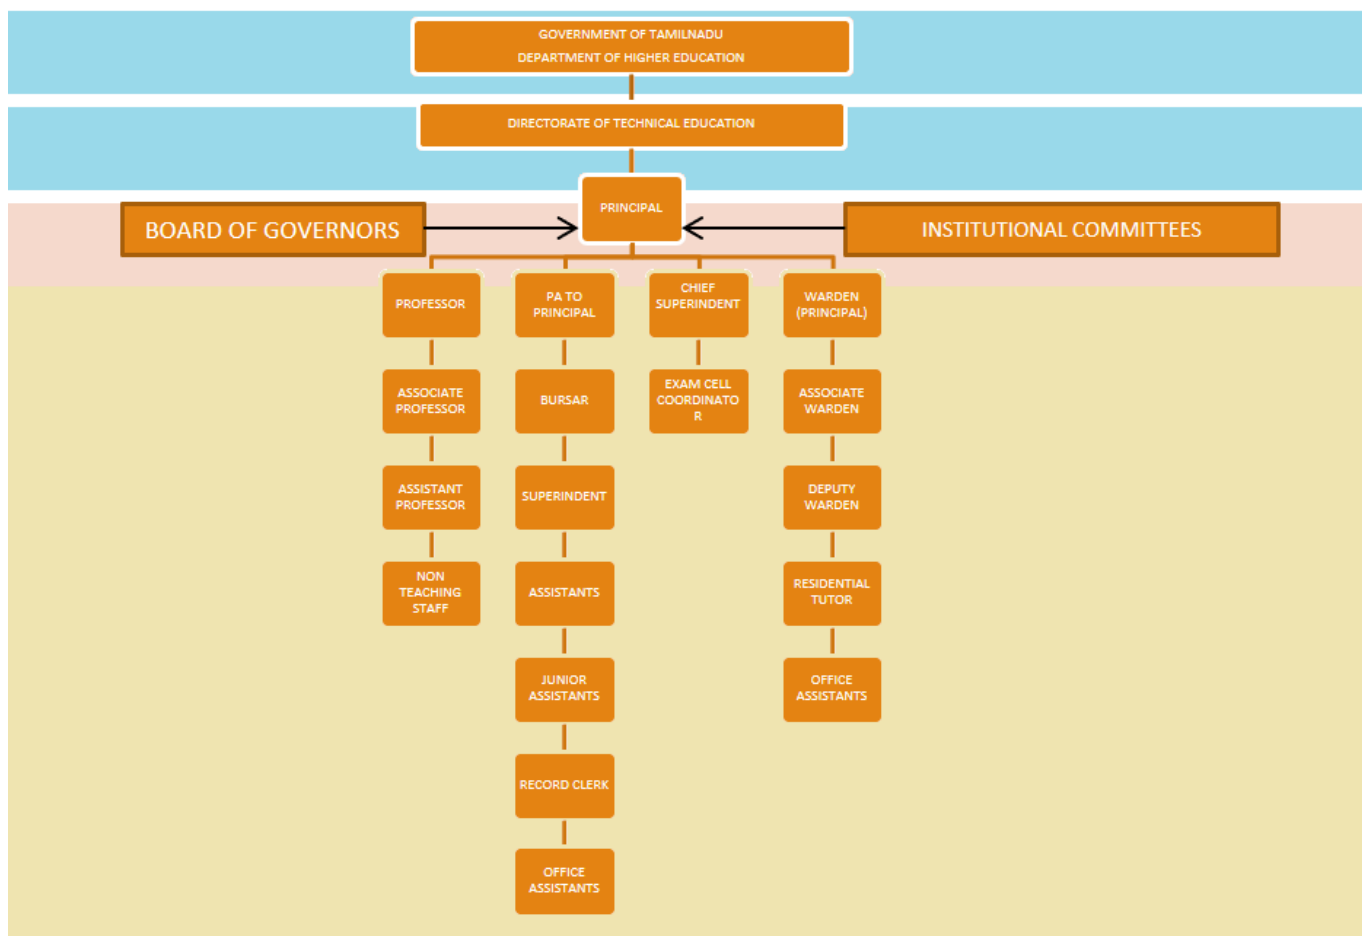 GOVERNMENT OF TAMILNADU
DEPARTMENT OF HIGHER EDUCATION
DIRECTORATE OF TECHNICAL EDUCATION
PRINCIPAL
BOARD OF GOVERNORS
INSTITUTIONAL COMMITTEES
PROFESSOR
PA TO
PRINCIPAL
CHIEF
SUPERINDENT
WARDEN
(PRINCIPAL)
ASSOCIATE
PROFESSOR
BURSAR
EXAM CELL
COORDINATO
R
ASSOCIATE
WARDEN
ASSISTANT
PROFESSOR
SUPERINDENT
DEPUTY
WARDEN
NON
TEACHING
STAFF
ASSISTANTS
RESIDENTIAL
TUTOR
JUNIOR
ASSISTANTS
OFFICE
ASSISTANTS
RECORD CLERK
OFFICE
ASSISTANTS